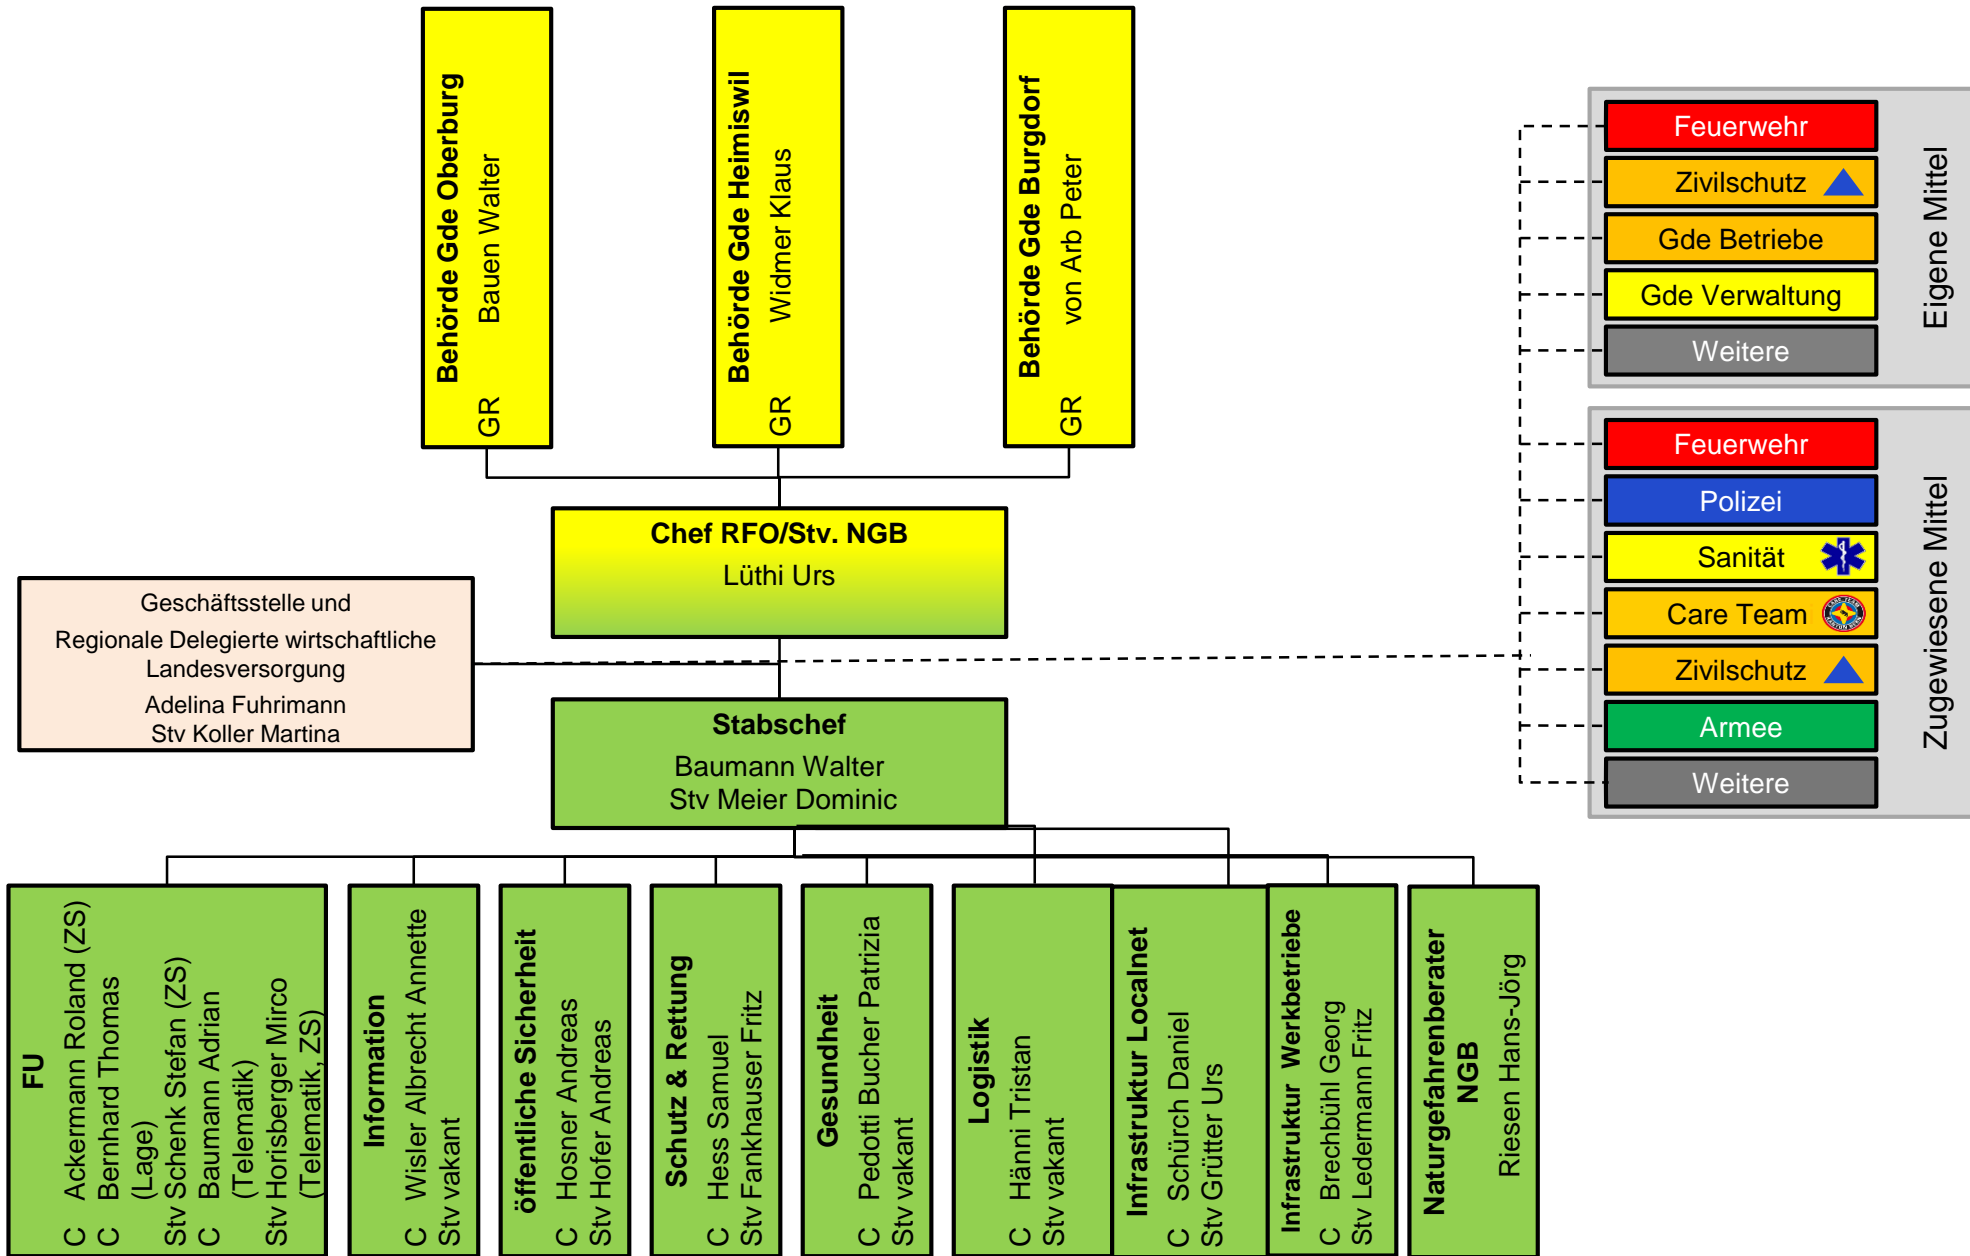 Behörde Gde Oberburg
GR Bauen Walter
Behörde Gde Heimiswil
GR Widmer Klaus
Behörde Gde Burgdorf
GR von Arb Peter
Chef RFO/Stv. NGB
Lüthi Urs
Geschäftsstelle und
Regionale Delegierte wirtschaftliche
Landesversorgung
Adelina Fuhrimann
Stv Koller Martina
Stabschef
Baumann Walter
Stv Meier Dominic
Eigene Mittel
Feuerwehr
Zivilschutz
Gde Betriebe
Gde Verwaltung
Weitere
Zugewiesene Mittel
Feuerwehr
Polizei
Sanität
Care Team
Zivilschutz
Armee
Weitere
FU
C Ackermann Roland (ZS)
C Bernhard Thomas
(Lage)
Stv Schenk Stefan (ZS)
C Baumann Adrian
(Telematik)
Stv Horisberger Mirco
(Telematik, ZS)
Information
C Wisler Albrecht Annette
Stv vakant
öffentliche Sicherheit
C Hosner Andreas
Stv Hofer Andreas
Schutz & Rettung
C Hess Samuel
Stv Fankhauser Fritz
Gesundheit
C Pedotti Bucher Patrizia
Stv vakant
Logistik
C Hänni Tristan
Stv vakant
Infrastruktur Localnet
C Schürch Daniel
Stv Grütter Urs
Infrastruktur Werkbetriebe
C Brechbühl Georg
Stv Ledermann Fritz
Naturgefahrenberater
NGB
Riesen Hans-Jörg